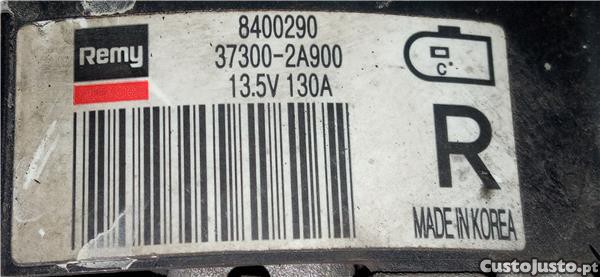 Remy
8400290
37300-2A900
13.5V 130A
C°
R
MADE IN KOREA
CustoJusto.pt